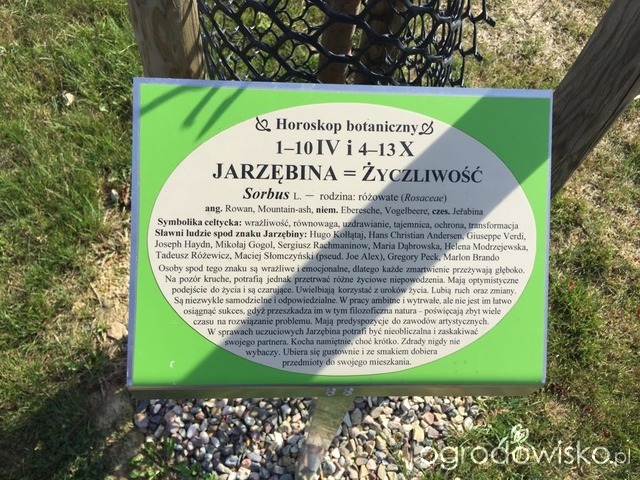 Horoskop botaniczny
1–10 IV i 4–13 X
JARZĘBINA = ŻYCZLIWOŚĆ
Sorbus L. — rodzina: różowate (Rosaceae)
ang. Rowan, Mountain-ash, niem. Eberesche, Vogelbeere, czes. Jeřabina
Symbolika celtycka: wrażliwość, równowaga, uzdrawianie, tajemnica, ochrona, transformacja
Sławni ludzie spod znaku Jarzębiny: Hugo Kołłątaj, Hans Christian Andersen, Giuseppe Verdi,
Joseph Haydn, Mikołaj Gogol, Sergiusz Rachmaninow, Maria Dąbrowska, Helena Modrzejewska,
Tadeusz Różewicz, Maciej Słomczyński (pseud. Joe Alex), Gregory Peck, Marlon Brando
Osoby spod tego znaku są wrażliwe i emocjonalne, dlatego każde zmartwienie przeżywają głęboko.
Na pozór kruche, potrafią jednak przetrwać różne życiowe niepowodzenia. Mają optymistyczne
podejście do życia i są czarujące. Uwielbiają korzystać z uroków życia. Lubią ruch oraz zmiany.
Są niezwykle samodzielne i odpowiedzialne. W pracy ambitne i wytrwałe, ale nie jest im łatwo
osiągnąć sukces, gdyż przeszkadza im w tym filozoficzna natura – poświęcają zbyt wiele
czasu na rozwiązanie problemu. Mają predyspozycje do zawodów artystycznych.
W sprawach uczuciowych Jarzębina potrafi być nieobliczalna i zaskakiwać
swojego partnera. Kocha namiętnie, choć krótko. Zdrady nigdy nie
wybaczy. Ubiera się gustownie i ze smakiem dobiera
przedmioty do swojego mieszkania.
ogrodowisko.pl